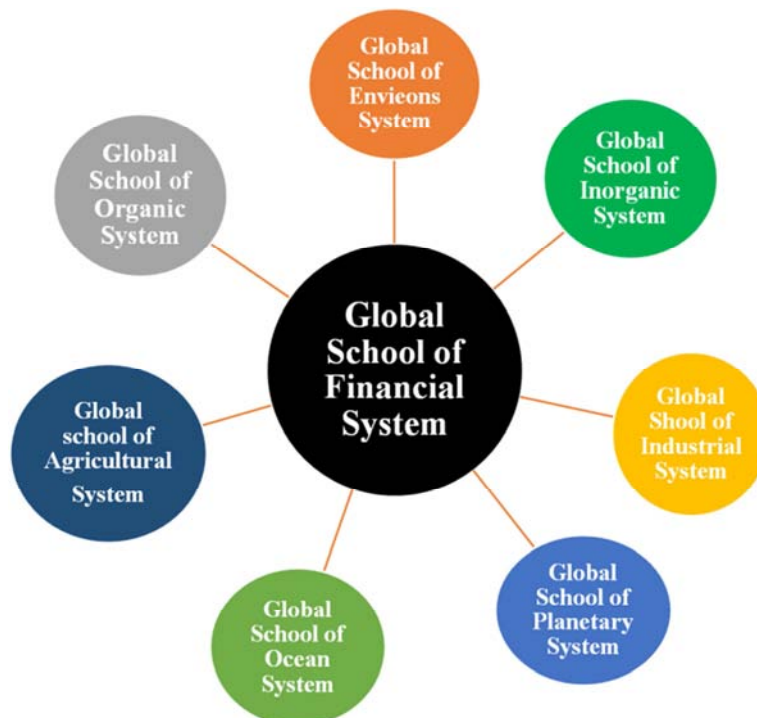 Global
School of
Envieons
System
Global
School of
Inorganic
System
Global
School of
Organic
System
Global
School of
Financial
System
Global
Shool of
Industrial
System
Global
school of
Agricultural
System
Global
School of
Planetary
System
Global
School of
Ocean
System